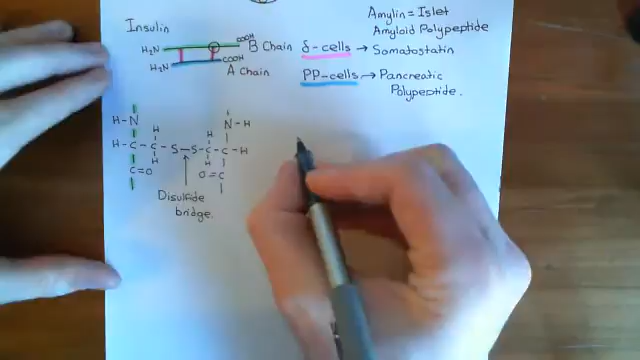 Amylin = Islet
Amyloid Polypeptide
Insulin
H₂N COOH B Chain
H₂N COOH
A Chain
δ-cells → Somatostatin
PP-cells → Pancreatic
Polypeptide.
H-N H N-H
H-C-C-S-S-C-C-H
H H
C=O O=C
Disulfide
bridge.